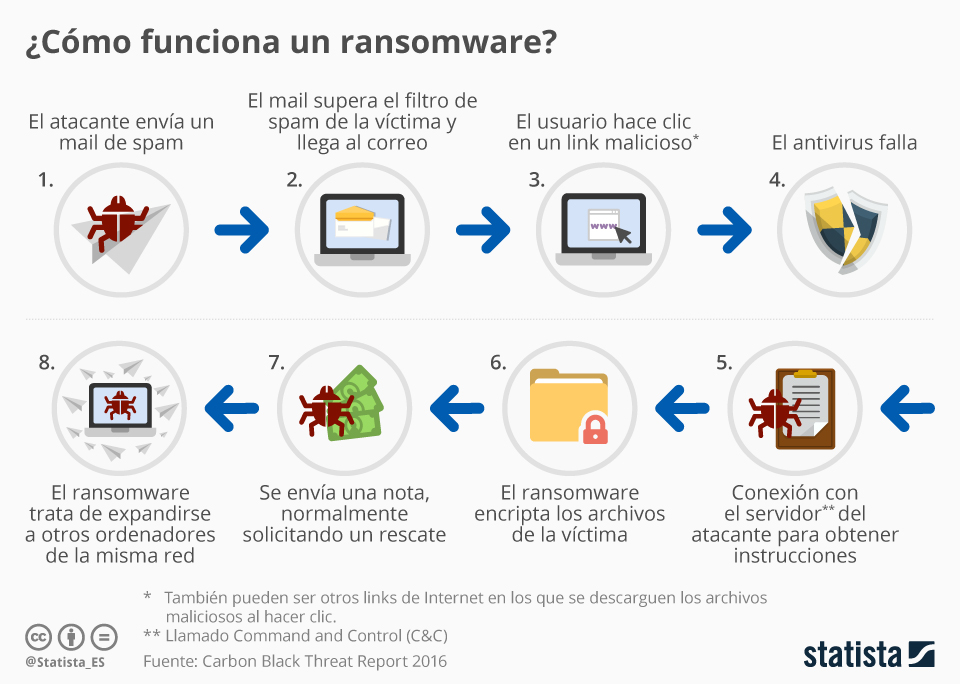 ¿Cómo funciona un ransomware?
El atacante envía un
mail de spam
1.
El mail supera el filtro de
spam de la víctima y
llega al correo
2.
El usuario hace clic
en un link malicioso*
3.
www
El antivirus falla
4.
5.
Conexión con
el servidor** del
atacante para obtener
instrucciones
6.
El ransomware
encripta los archivos
de la víctima
7.
Se envía una nota,
normalmente
solicitando un rescate
8.
El ransomware
trata de expandirse
a otros ordenadores
de la misma red
* También pueden ser otros links de Internet en los que se descarguen los archivos
maliciosos al hacer clic.
** Llamado Command and Control (C&C)
Fuente: Carbon Black Threat Report 2016
cc
@Statista_ES
statista